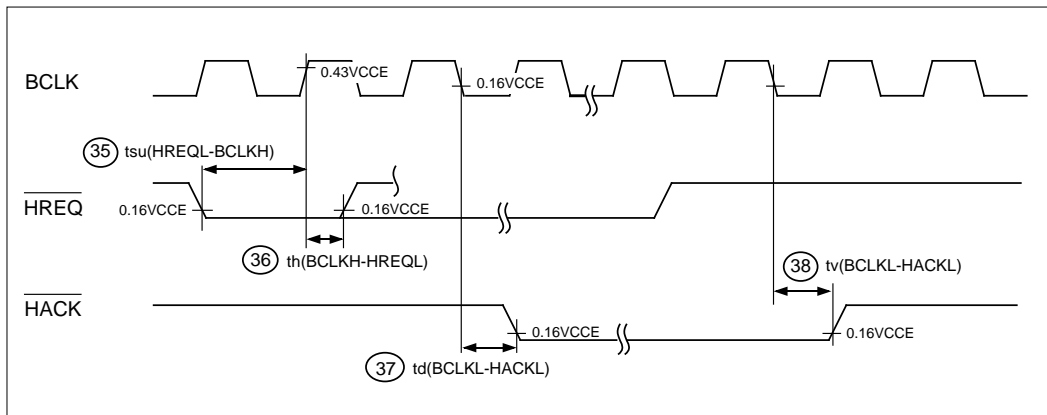 BCLK
0.43VCCE
0.16VCCE
35 tsu(HREQL-BCLKH)
HREQ
0.16VCCE
0.16VCCE
36 th(BCLKH-HREQL)
38 tv(BCLKL-HACKL)
HACK
0.16VCCE
0.16VCCE
37 td(BCLKL-HACKL)